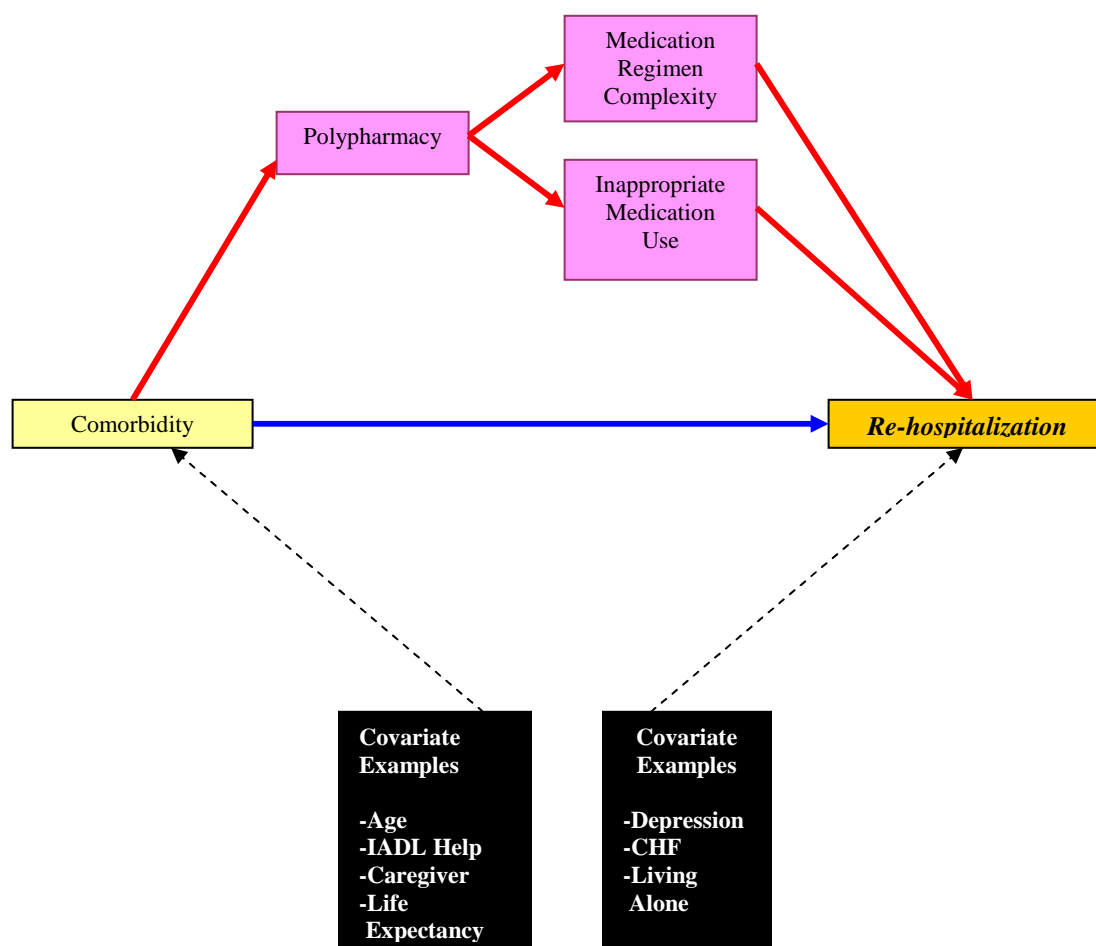 Medication
Regimen
Complexity
Polypharmacy
Inappropriate
Medication
Use
Comorbidity
Re-hospitalization
Covariate
Examples
-Age
-IADL Help
-Caregiver
-Life
Expectancy
Covariate
Examples
-Depression
-CHF
-Living
Alone